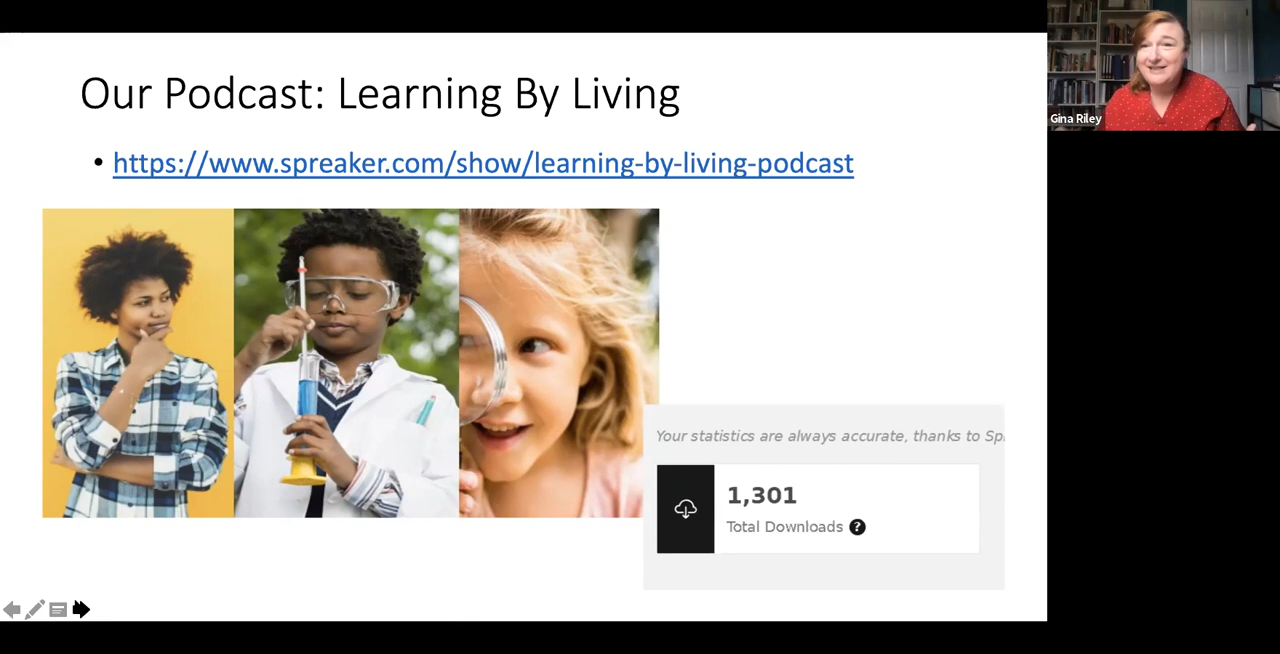 Our Podcast: Learning By Living
• https://www.spreaker.com/show/learning-by-living-podcast
Gina Riley
Your statistics are always accurate, thanks to Sp
1,301
Total Downloads ?